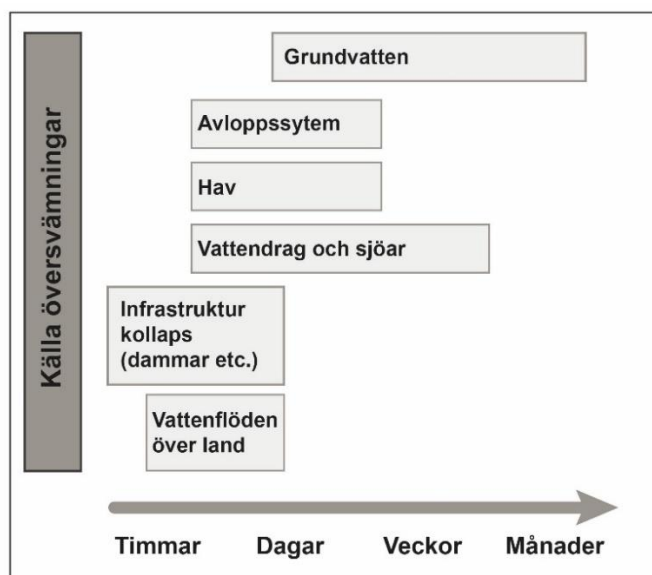 Källa översvämningar
Grundvatten
Avloppssytem
Hav
Vattendrag och sjöar
Infrastruktur
kollaps
(dammar etc.)
Vattenflöden
över land
Timmar Dagar Veckor Månader